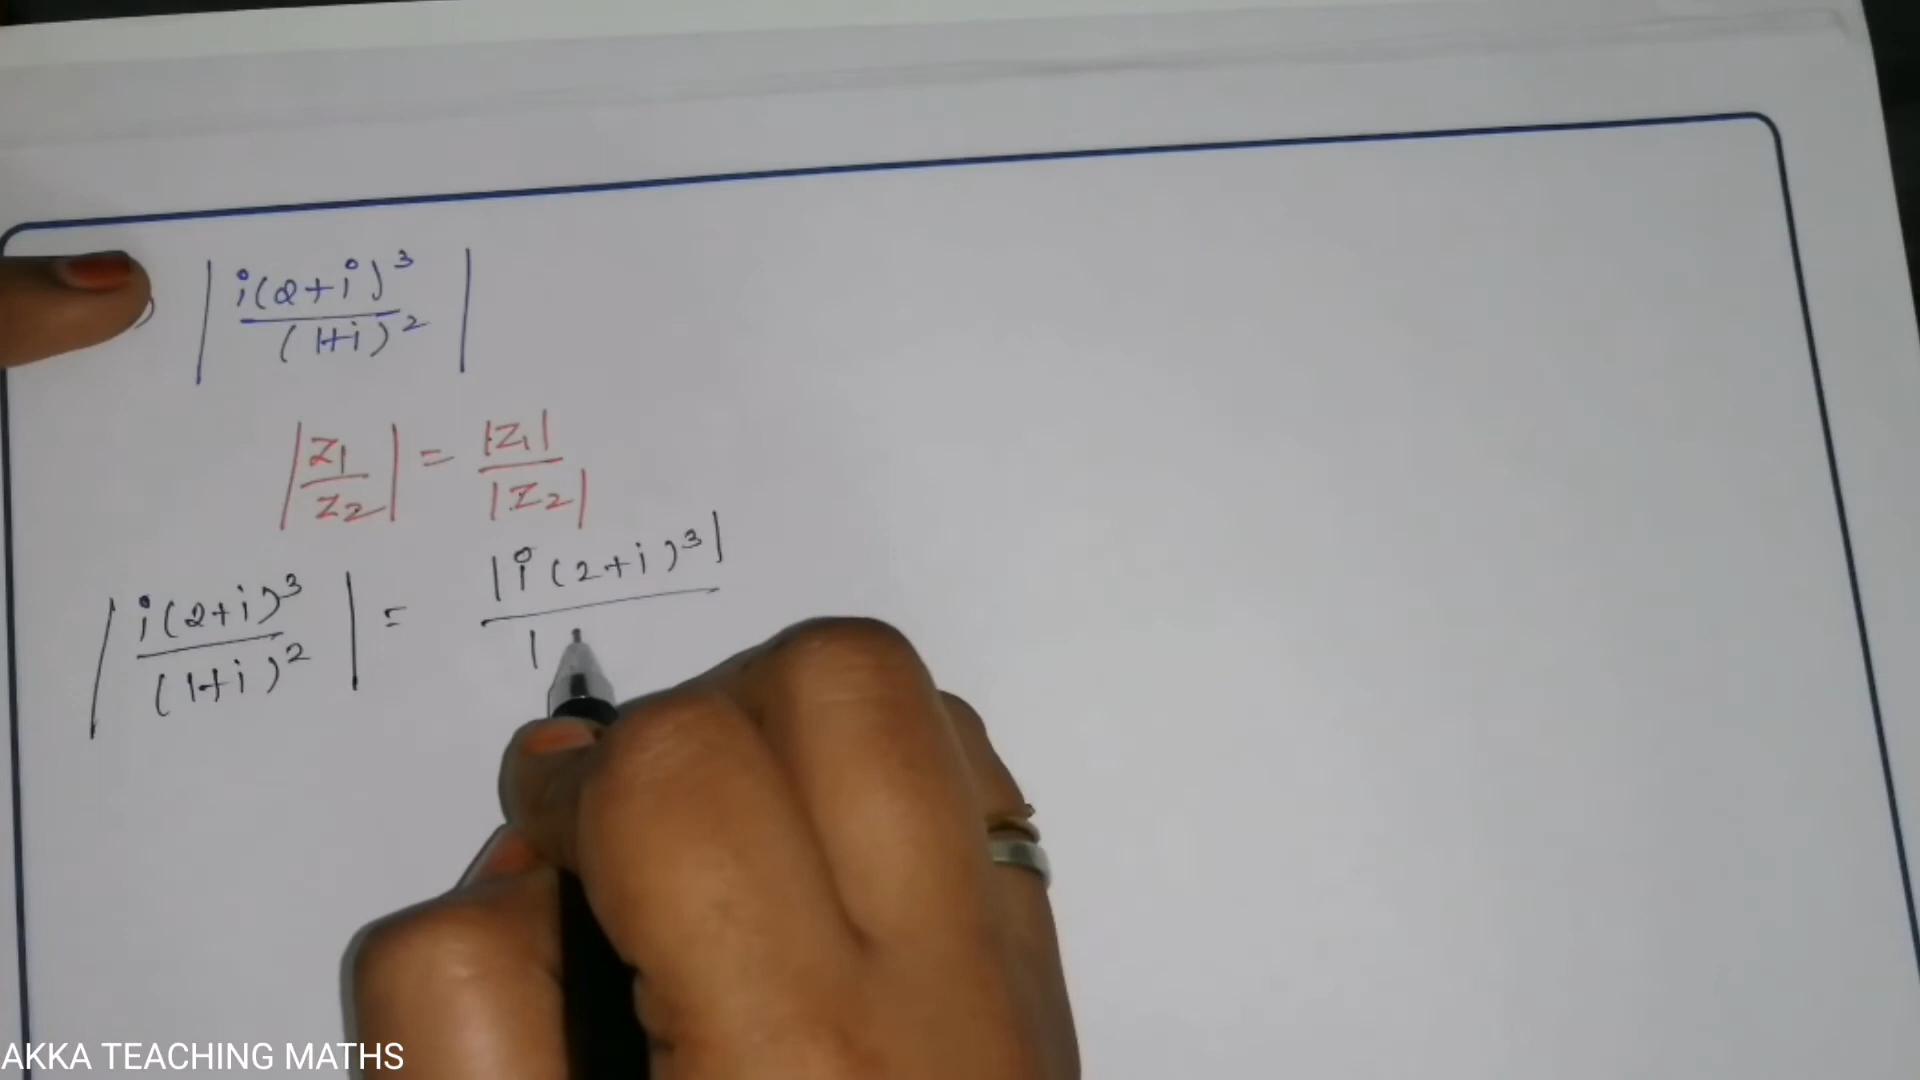 | i(2+i)³ / (1+i)² |
| z₁ / z₂ | = |z₁| / |z₂|
| i(2+i)³ / (1+i)² | = |i(2+i)³| / |
AKKA TEACHING MATHS